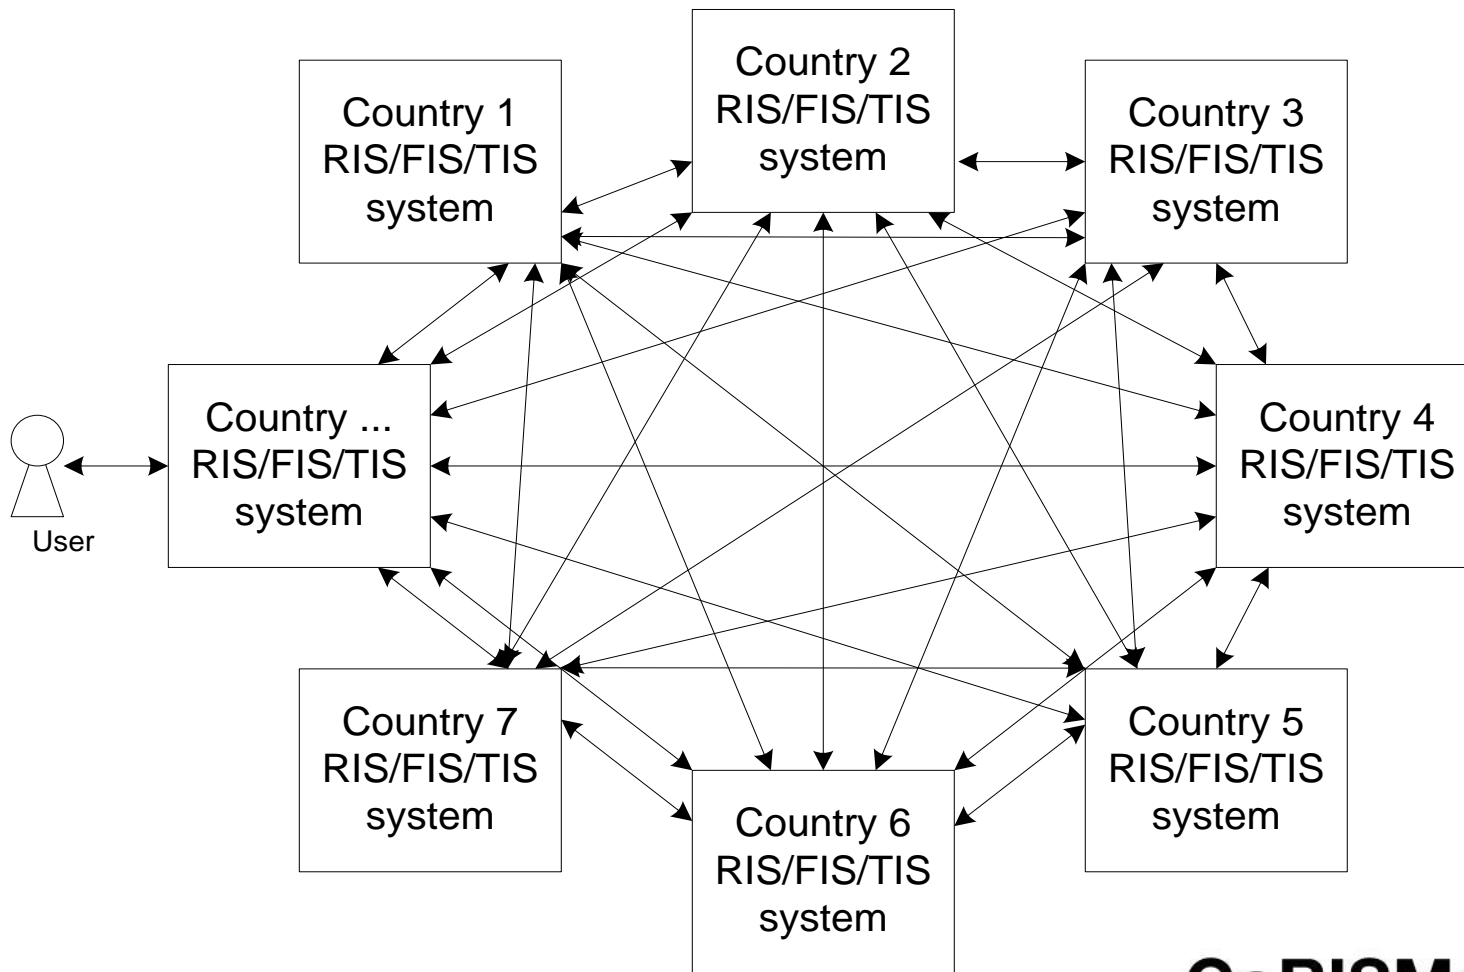 Country 1
RIS/FIS/TIS
system
Country 2
RIS/FIS/TIS
system
Country 3
RIS/FIS/TIS
system
Country ...
RIS/FIS/TIS
system
Country 4
RIS/FIS/TIS
system
User
Country 7
RIS/FIS/TIS
system
Country 6
RIS/FIS/TIS
system
Country 5
RIS/FIS/TIS
system